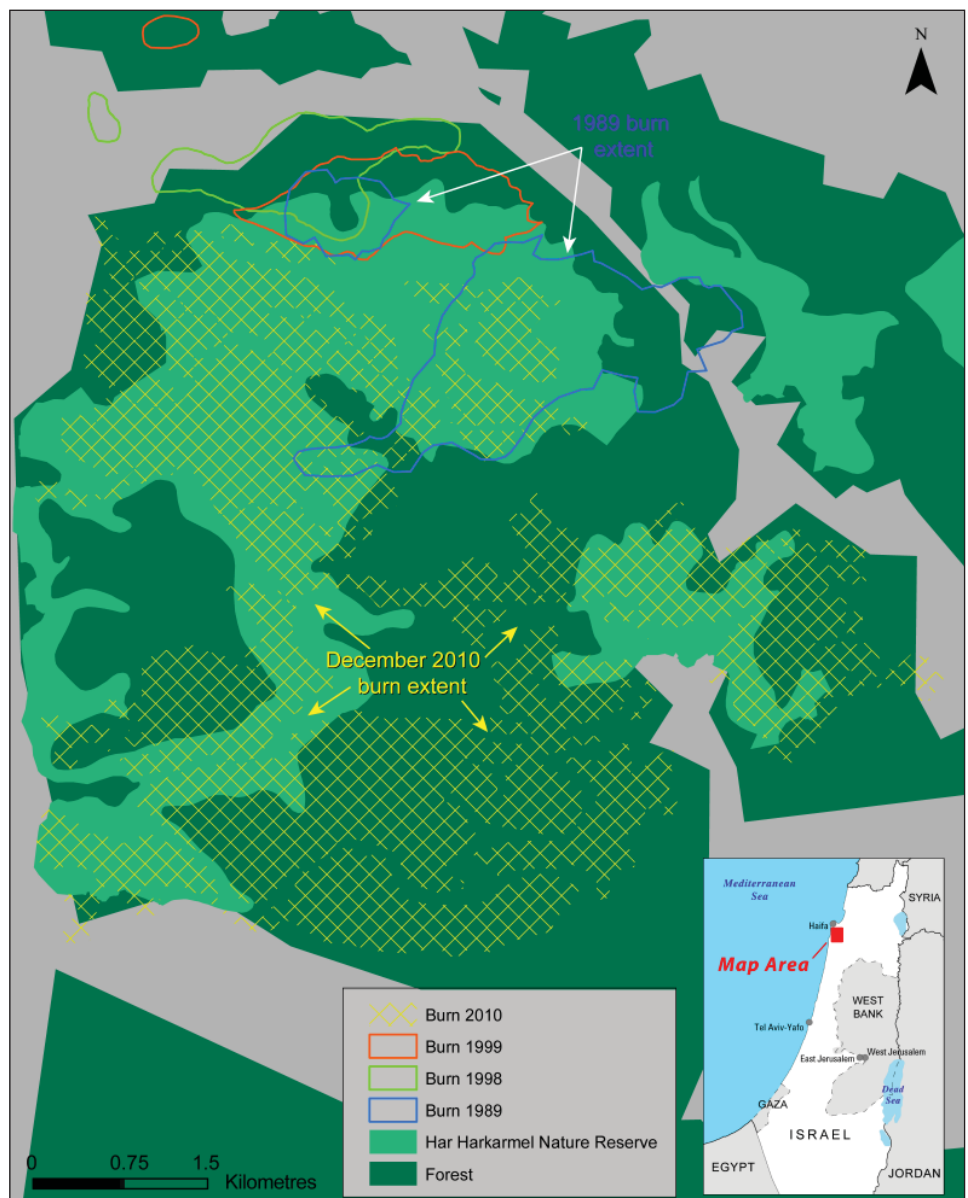 N
1989 burn
extent
December 2010
burn extent
Mediterranean
Sea
SYRIA
Haifa
Map Area
WEST
BANK
Tel Aviv-Yafo
East Jerusalem
West Jerusalem
Dead
Sea
GAZA
ISRAEL
EGYPT
JORDAN
Burn 2010
Burn 1999
Burn 1998
Burn 1989
Har Harkarmel Nature Reserve
Forest
0 0.75 1.5
Kilometres